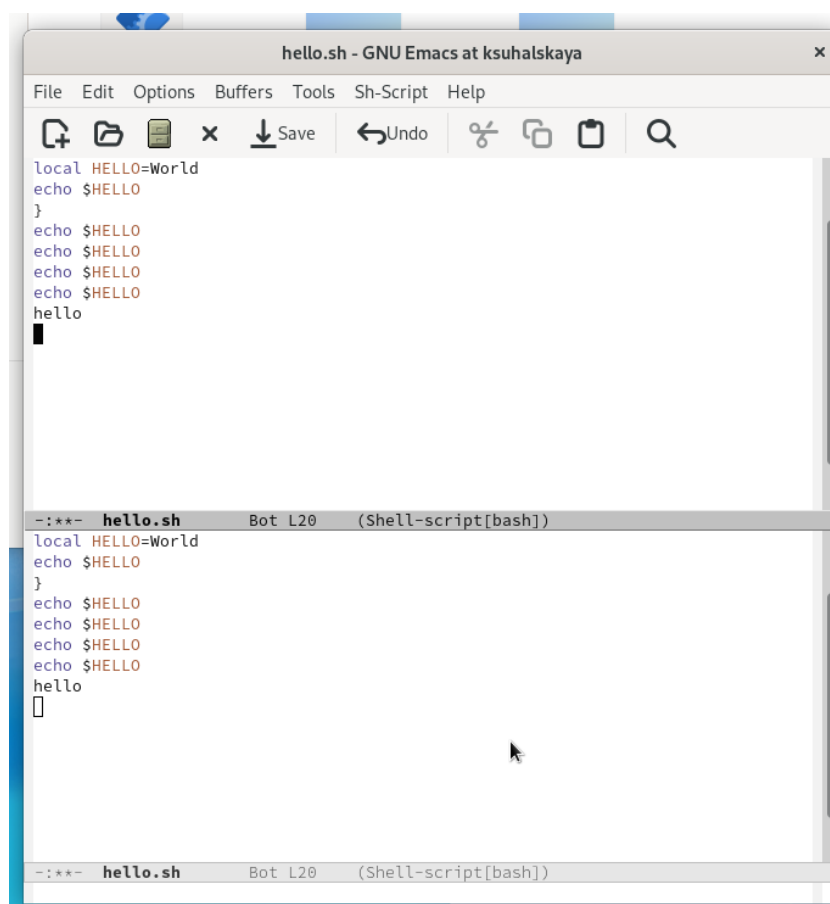 hello.sh - GNU Emacs at ksuhalskaya ×
File Edit Options Buffers Tools Sh-Script Help
Save Undo
local HELLO=World
echo $HELLO
}
echo $HELLO
echo $HELLO
echo $HELLO
echo $HELLO
hello
-:**- hello.sh Bot L20 (Shell-script[bash])
local HELLO=World
echo $HELLO
}
echo $HELLO
echo $HELLO
echo $HELLO
echo $HELLO
hello
-:**- hello.sh Bot L20 (Shell-script[bash])